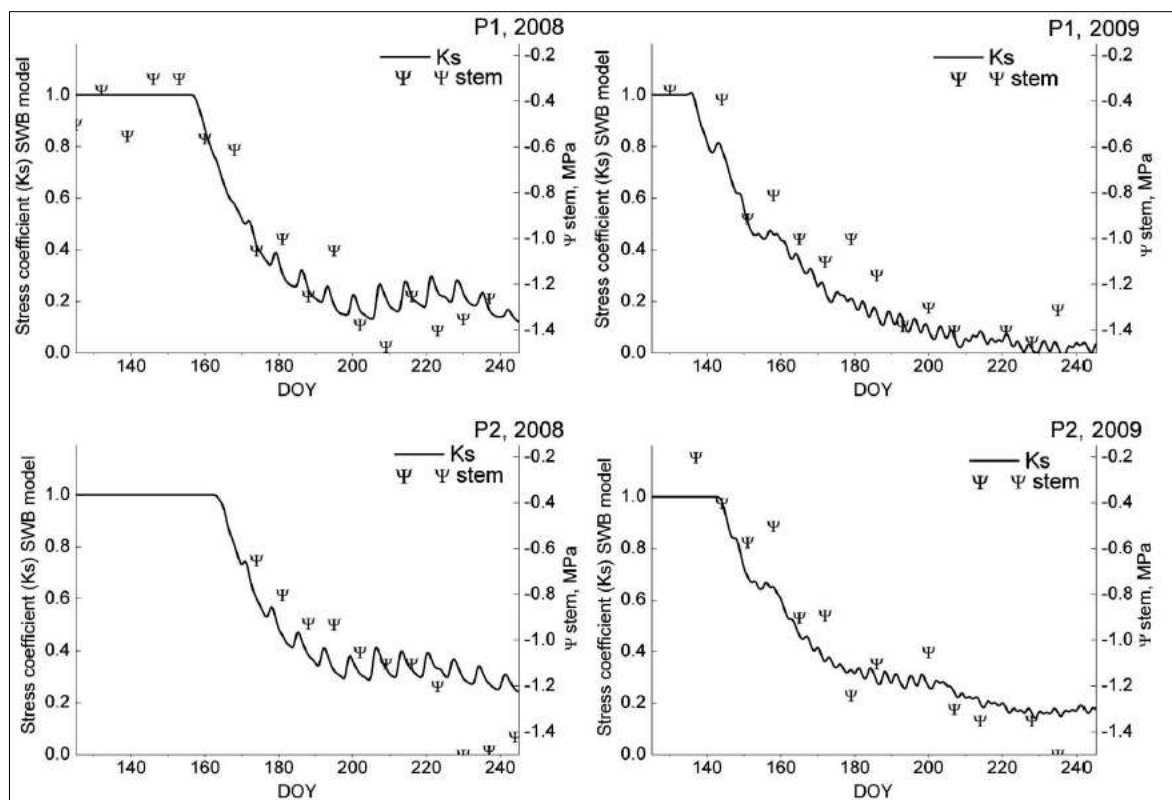 P1, 2008
Ks
Ψ Ψ stem
Stress coefficient (Ks) SWB model
1.0
0.8
0.6
0.4
0.2
0.0
-0.2
-0.4
-0.6
-0.8
-1.0
-1.2
-1.4
Ψ stem, MPa
140 160 180 200 220 240
DOY
P1, 2009
Ks
Ψ Ψ stem
Stress coefficient (Ks) SWB model
1.0
0.8
0.6
0.4
0.2
0.0
-0.2
-0.4
-0.6
-0.8
-1.0
-1.2
-1.4
Ψ stem, MPa
140 160 180 200 220 240
DOY
P2, 2008
Ks
Ψ Ψ stem
Stress coefficient (Ks) SWB model
1.0
0.8
0.6
0.4
0.2
0.0
-0.2
-0.4
-0.6
-0.8
-1.0
-1.2
-1.4
Ψ stem, MPa
140 160 180 200 220 240
DOY
P2, 2009
Ks
Ψ Ψ stem
Stress coefficient (Ks) SWB model
1.0
0.8
0.6
0.4
0.2
0.0
-0.2
-0.4
-0.6
-0.8
-1.0
-1.2
-1.4
Ψ stem, MPa
140 160 180 200 220 240
DOY